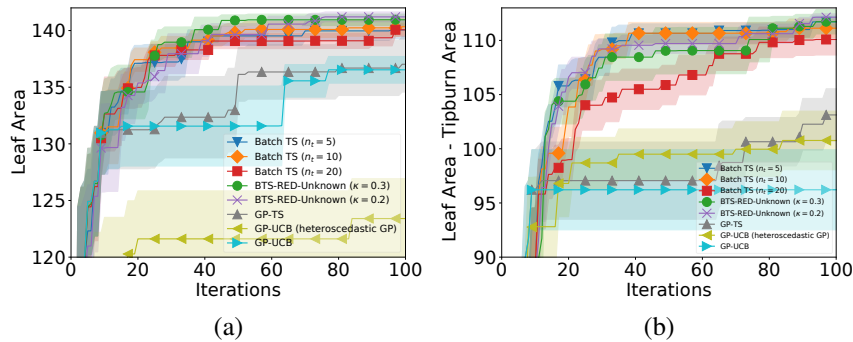 140
135
130
125
120
Leaf Area
0
20
40
60
80
100
Iterations
Batch TS (n_t = 5)
Batch TS (n_t = 10)
Batch TS (n_t = 20)
BTS-RED-Unknown (κ = 0.3)
BTS-RED-Unknown (κ = 0.2)
GP-TS
GP-UCB (heteroscedastic GP)
GP-UCB
(a)
110
105
100
95
90
Leaf Area - Tipburn Area
0
20
40
60
80
100
Iterations
Batch TS (n_t = 5)
Batch TS (n_t = 10)
Batch TS (n_t = 20)
BTS-RED-Unknown (κ = 0.3)
BTS-RED-Unknown (κ = 0.2)
GP-TS
GP-UCB (heteroscedastic GP)
GP-UCB
(b)